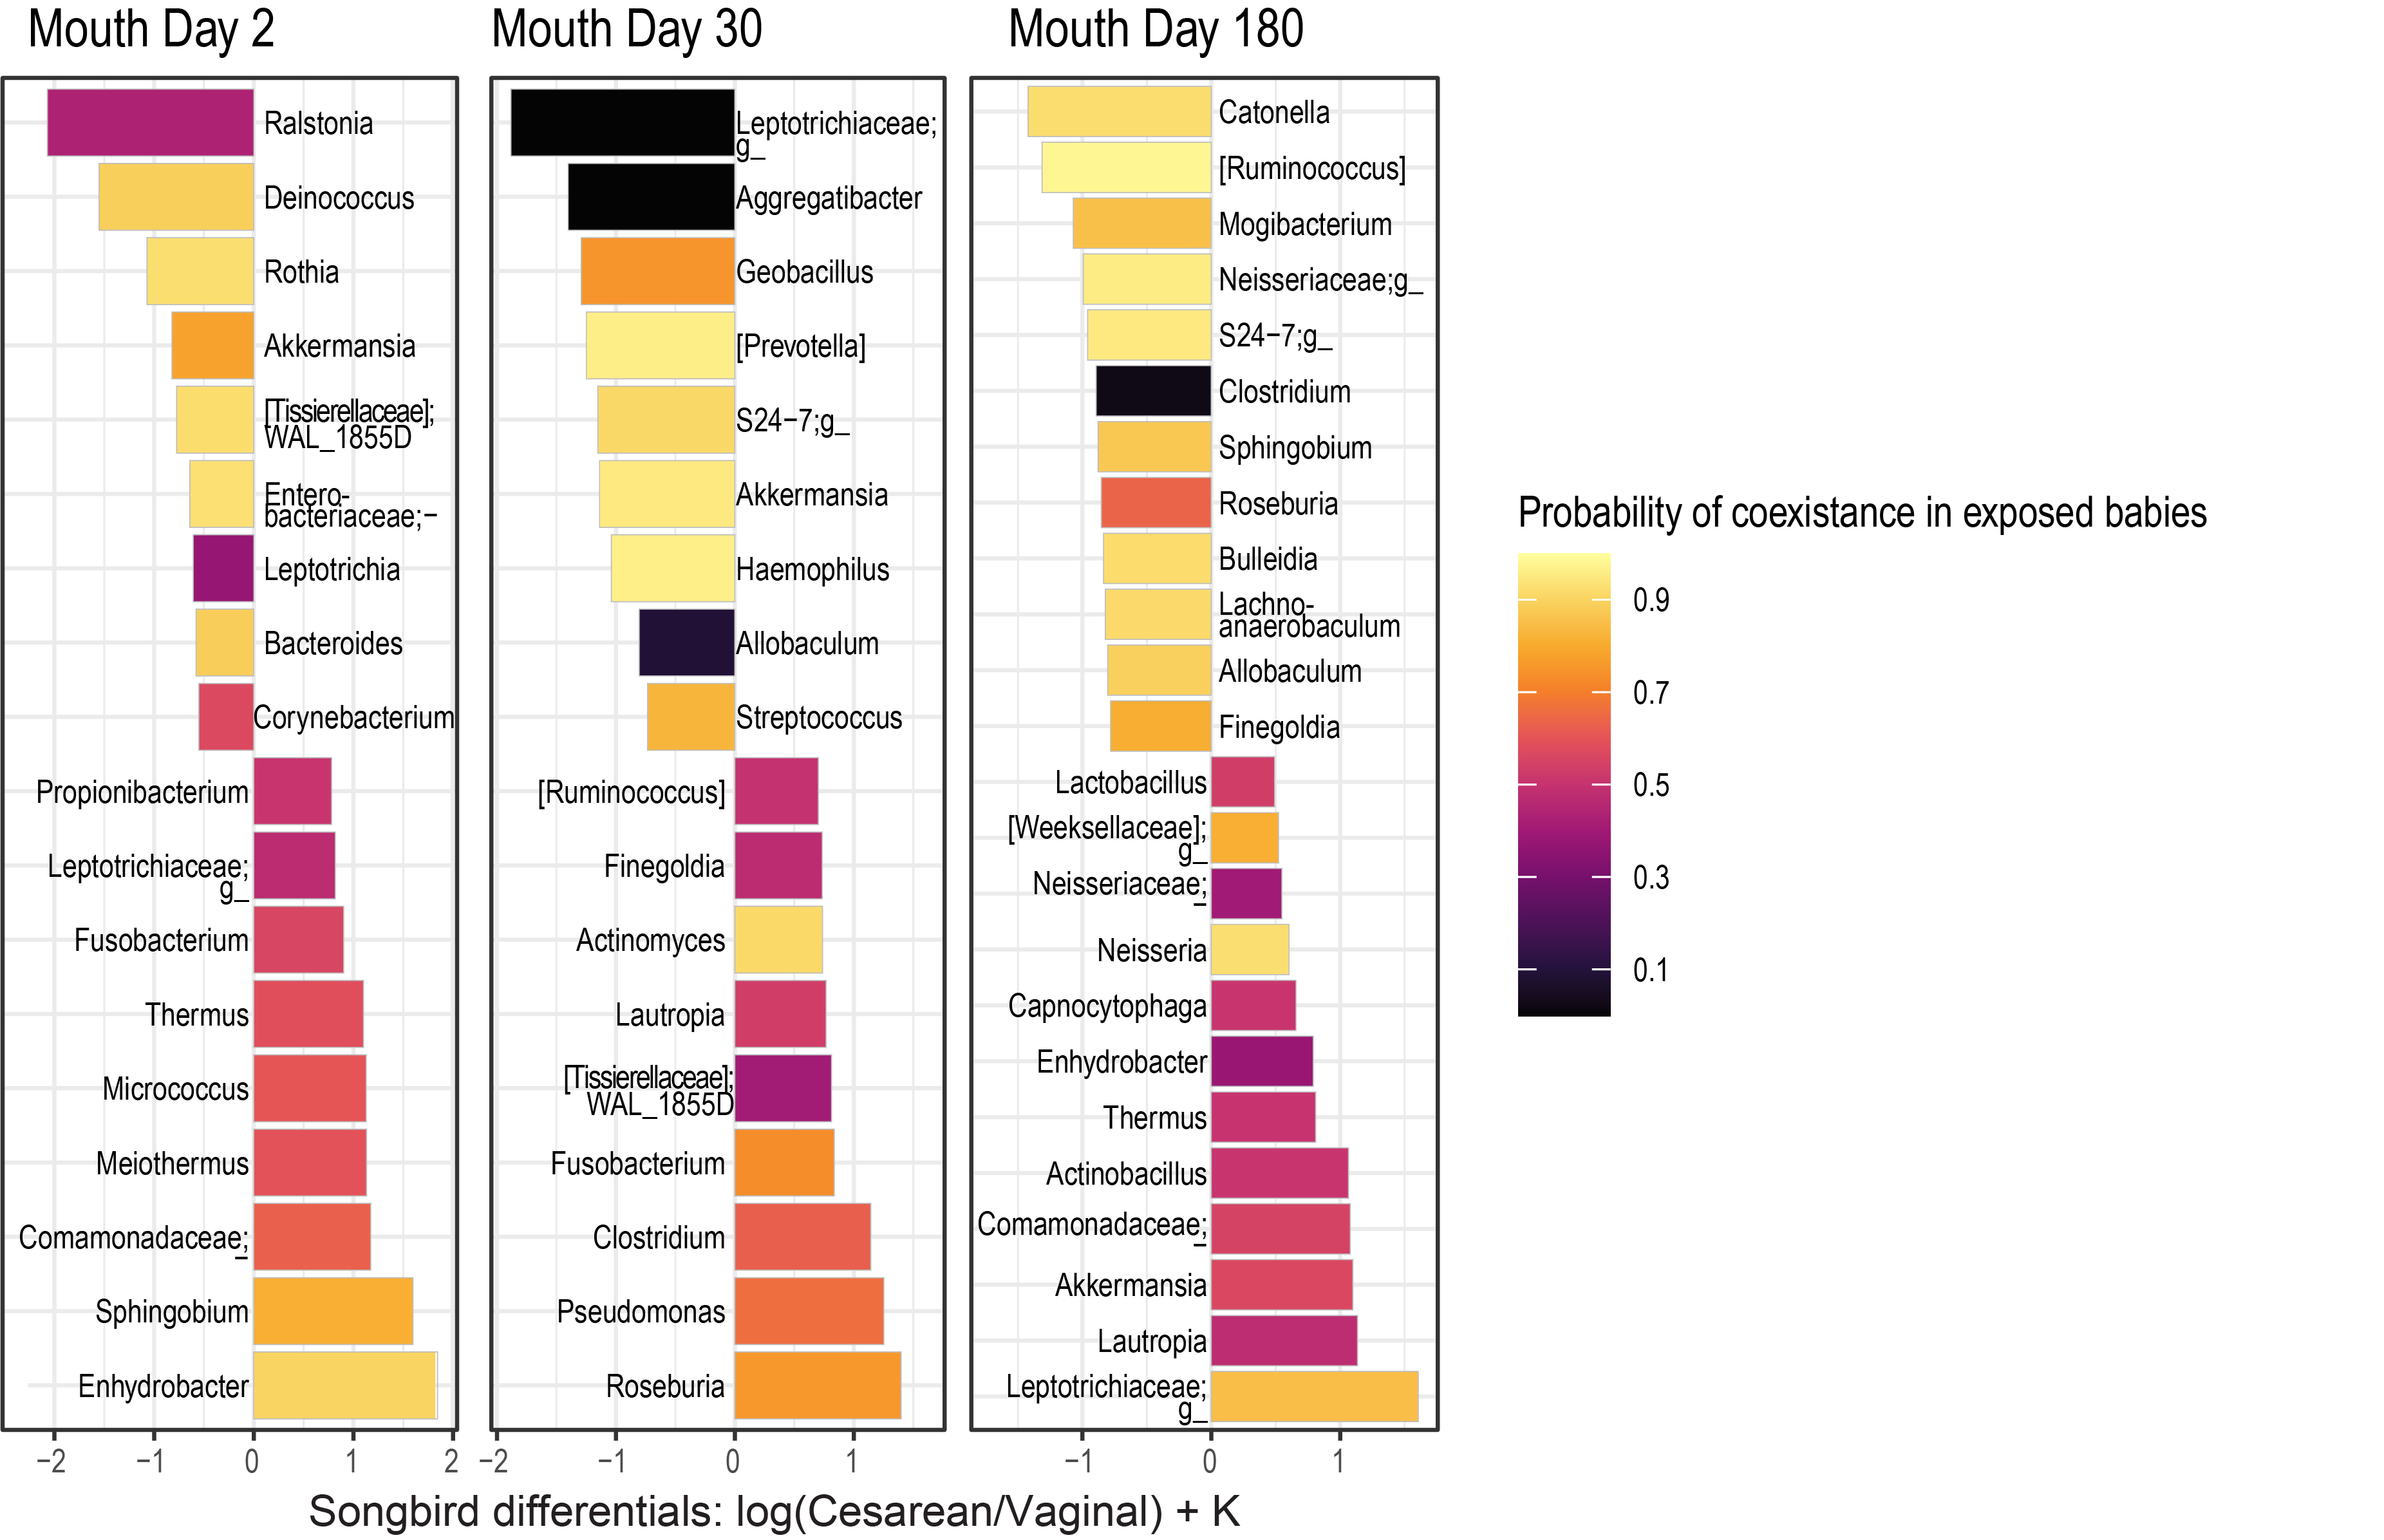 Mouth Day 2
Ralstonia
Deinococcus
Rothia
Akkermansia
[Tissierellaceae];
WAL_1855D
Entero-
bacteriaceae;−
Leptotrichia
Bacteroides
Corynebacterium
Propionibacterium
Leptotrichiaceae;
g_
Fusobacterium
Thermus
Micrococcus
Meiothermus
Comamonadaceae;
_
Sphingobium
Enhydrobacter
−2 −1 0 1 2
Mouth Day 30
Leptotrichiaceae;
g_
Aggregatibacter
Geobacillus
[Prevotella]
S24−7;g_
Akkermansia
Haemophilus
Allobaculum
Streptococcus
[Ruminococcus]
Finegoldia
Actinomyces
Lautropia
[Tissierellaceae];
WAL_1855D
Fusobacterium
Clostridium
Pseudomonas
Roseburia
−2 −1 0 1
Mouth Day 180
Catonella
[Ruminococcus]
Mogibacterium
Neisseriaceae;g_
S24−7;g_
Clostridium
Sphingobium
Roseburia
Bulleidia
Lachno-
anaerobaculum
Allobaculum
Finegoldia
Lactobacillus
[Weeksellaceae];
g_
Neisseriaceae;
_
Neisseria
Capnocytophaga
Enhydrobacter
Thermus
Actinobacillus
Comamonadaceae;
_
Akkermansia
Lautropia
Leptotrichiaceae;
g_
−1 0 1
Songbird differentials: log(Cesarean/Vaginal) + K
Probability of coexistance in exposed babies
0.9
0.7
0.5
0.3
0.1